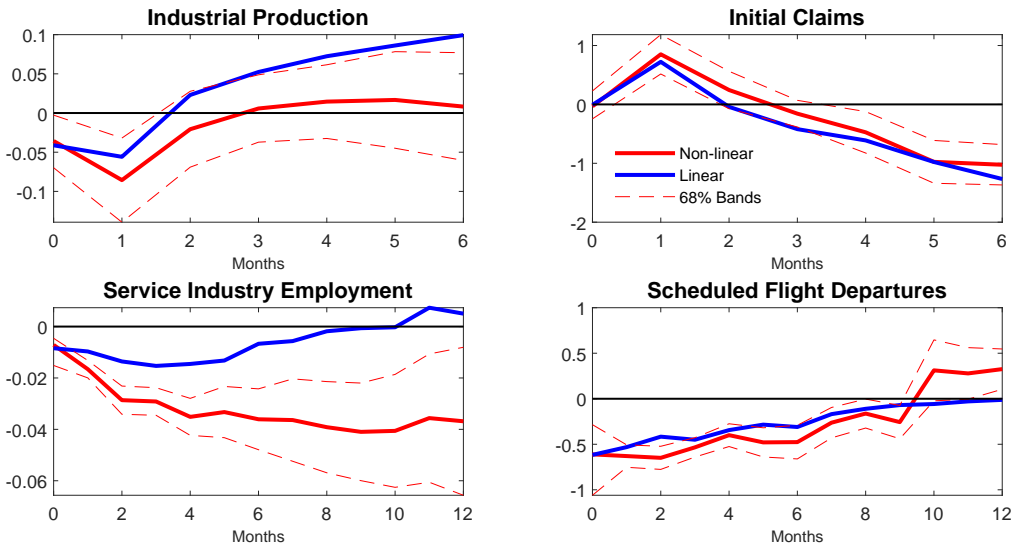 Industrial Production
0.1
0.05
0
-0.05
-0.1
0 1 2 3 4 5 6
Months
Initial Claims
1
0
-1
-2
Non-linear
Linear
68% Bands
0 1 2 3 4 5 6
Months
Service Industry Employment
0
-0.02
-0.04
-0.06
0 2 4 6 8 10 12
Months
Scheduled Flight Departures
1
0.5
0
-0.5
-1
0 2 4 6 8 10 12
Months